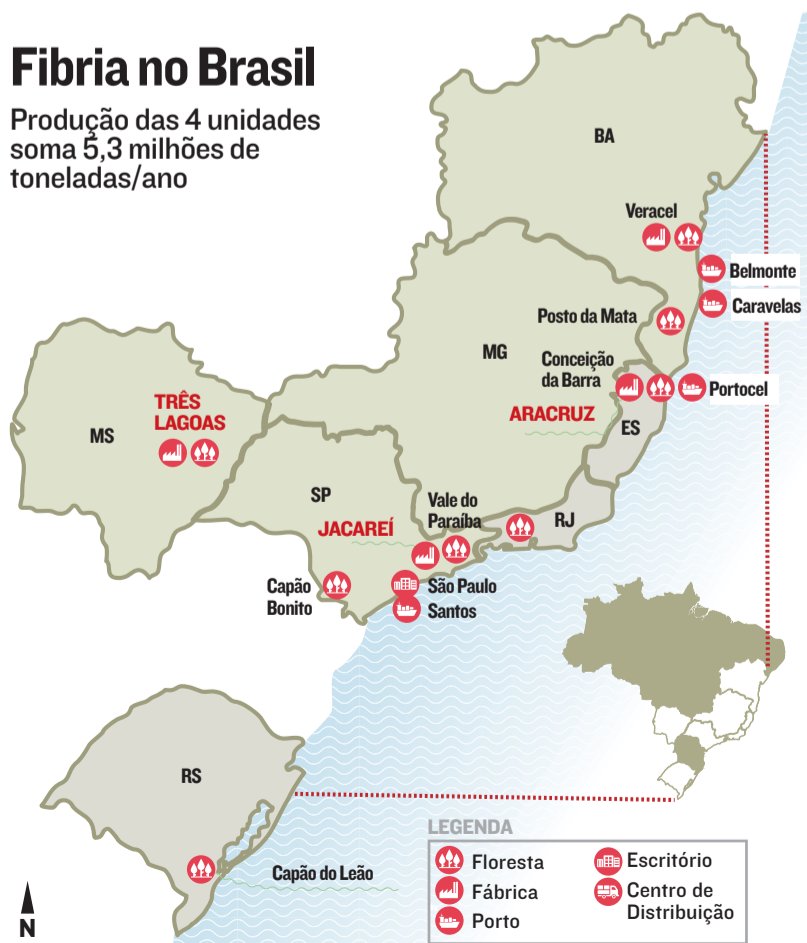 Fibria no Brasil
Produção das 4 unidades
soma 5,3 milhões de
toneladas/ano
BA
Veracel
Belmonte
Caravelas
Posto da Mata
MG
Conceição
da Barra
Portocel
ARACRUZ
ES
TRÊS
LAGOAS
MS
SP
Vale do
Paraíba
RJ
JACAREÍ
Capão
Bonito
São Paulo
Santos
RS
Capão do Leão
N
LEGENDA
Floresta
Fábrica
Porto
Escritório
Centro de
Distribuição